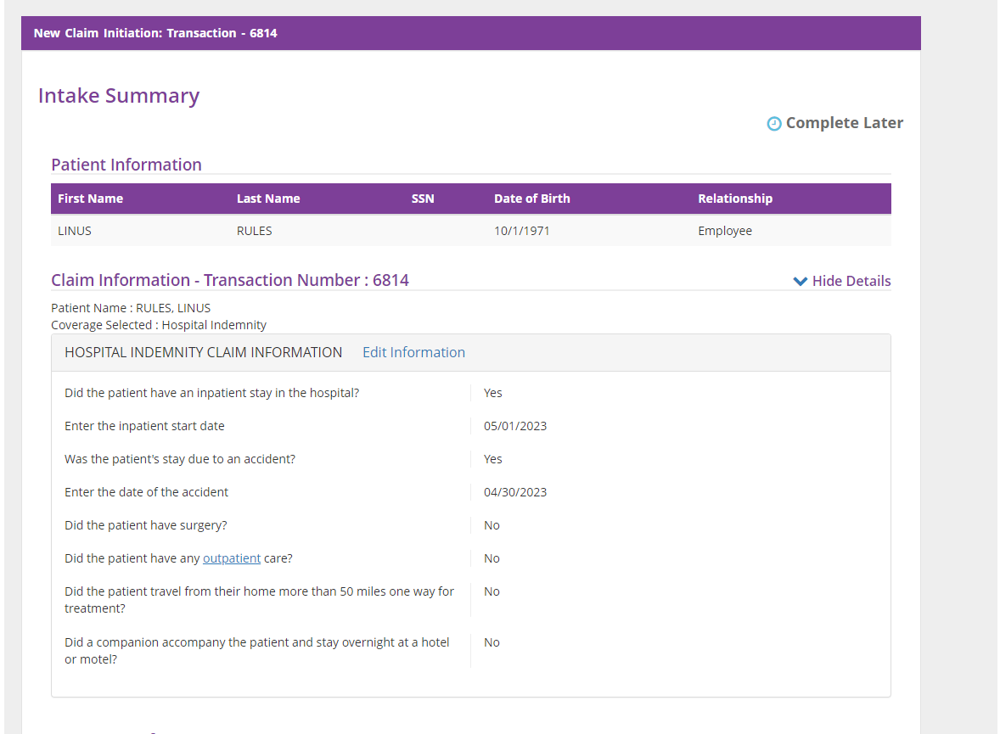 New Claim Initiation: Transaction - 6814
Intake Summary
Complete Later
Patient Information
First Name Last Name SSN Date of Birth Relationship
LINUS RULES 10/1/1971 Employee
Claim Information - Transaction Number : 6814
Hide Details
Patient Name : RULES, LINUS
Coverage Selected : Hospital Indemnity
HOSPITAL INDEMNITY CLAIM INFORMATION Edit Information
Did the patient have an inpatient stay in the hospital? Yes
Enter the inpatient start date 05/01/2023
Was the patient's stay due to an accident? Yes
Enter the date of the accident 04/30/2023
Did the patient have surgery? No
Did the patient have any outpatient care? No
Did the patient travel from their home more than 50 miles one way for No
treatment?
Did a companion accompany the patient and stay overnight at a hotel No
or motel?